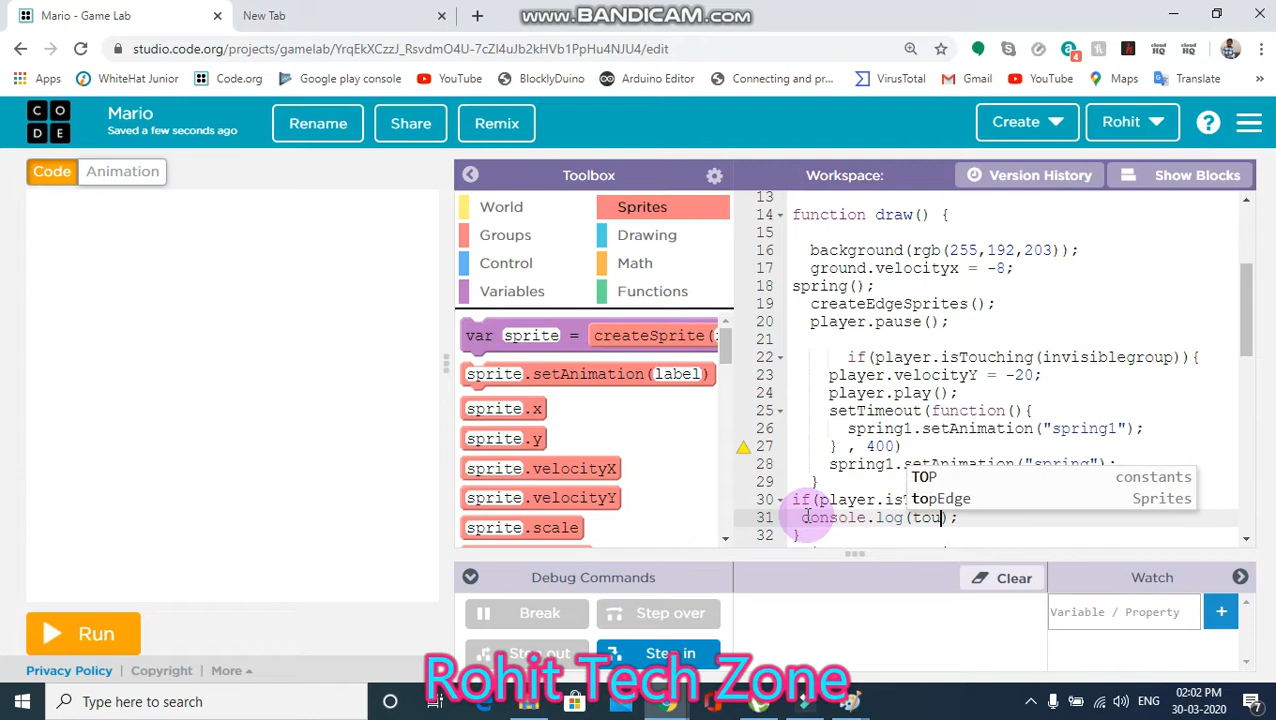 Mario - Game Lab
New Tab
www.BANDICAM.com
studio.code.org/projects/gamelab/YrqEkXCzzJ_RsvdmO4U-7cZl4uJb2kHVb1PpHu4NJU4/edit
Apps WhiteHat Junior Code.org Google play console YouTube BlocklyDuino Arduino Editor Connecting and pr... VirusTotal Gmail YouTube Maps Translate
4 cloud HQ cloud HQ
C O D E
Mario
Saved a few seconds ago
Rename Share Remix Create Rohit
Code Animation
Toolbox
Workspace: Version History Show Blocks
World Sprites
Groups Drawing
Control Math
Variables Functions
var sprite = createSprite(
sprite.setAnimation(label)
sprite.x
sprite.y
sprite.velocityX
sprite.velocityY
sprite.scale
13
14 function draw() {
15
16 background(rgb(255,192,203));
17 ground.velocityx = -8;
18 spring();
19 createEdgeSprites();
20 player.pause();
21
22 if(player.isTouching(invisiblegroup)){
23 player.velocityY = -20;
24 player.play();
25 setTimeout(function(){
26 spring1.setAnimation("spring1");
27 } , 400)
28 spring1.setAnimation("spring");
29 }
30 if(player.is
31 console.log(tou);
32 }
TOP constants
topEdge Sprites
Debug Commands Clear Watch
Break Step over
Step out Step in
Variable / Property
Run
Privacy Policy | Copyright | More
Rohit Tech Zone
Type here to search
ENG
02:02 PM
30-03-2020
7